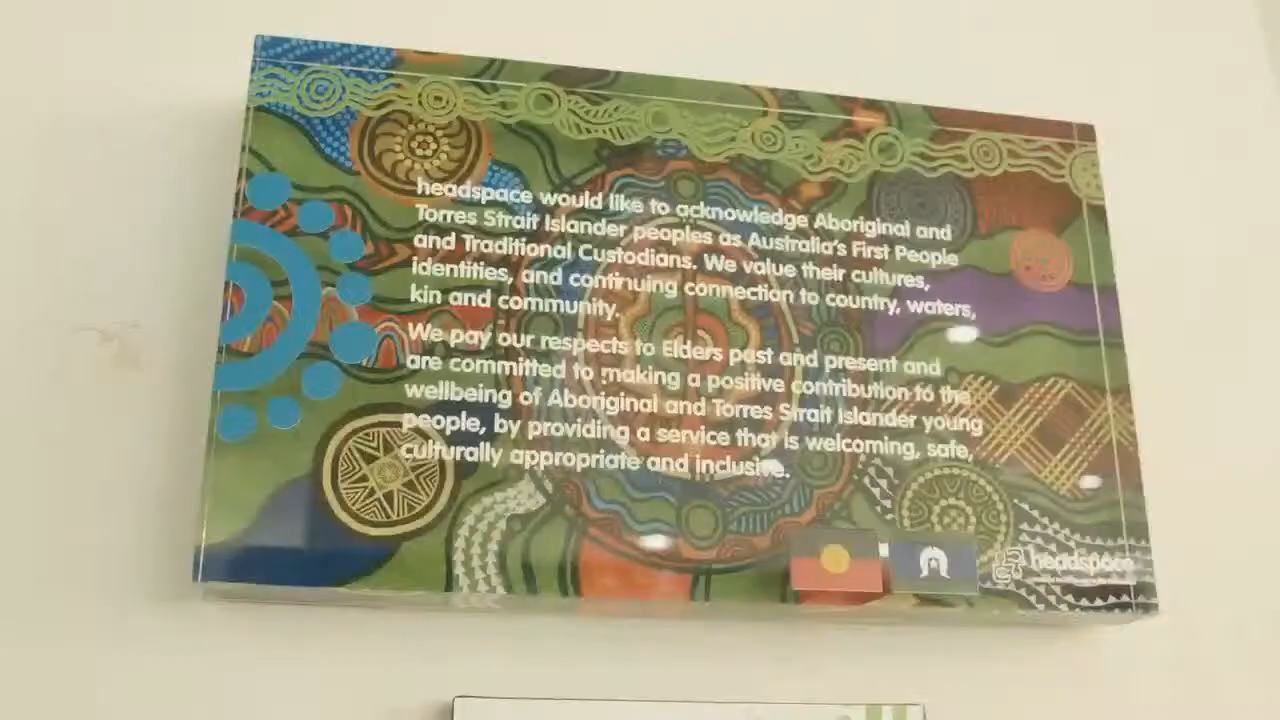 headspace would like to acknowledge Aboriginal and
Torres Strait Islander peoples as Australia's First People
and Traditional Custodians. We value their cultures,
identities, and continuing connection to country, waters,
kin and community.
We pay our respects to Elders past and present and
are committed to making a positive contribution to the
wellbeing of Aboriginal and Torres Strait Islander young
people, by providing a service that is welcoming, safe,
culturally appropriate and inclusive.
headspace